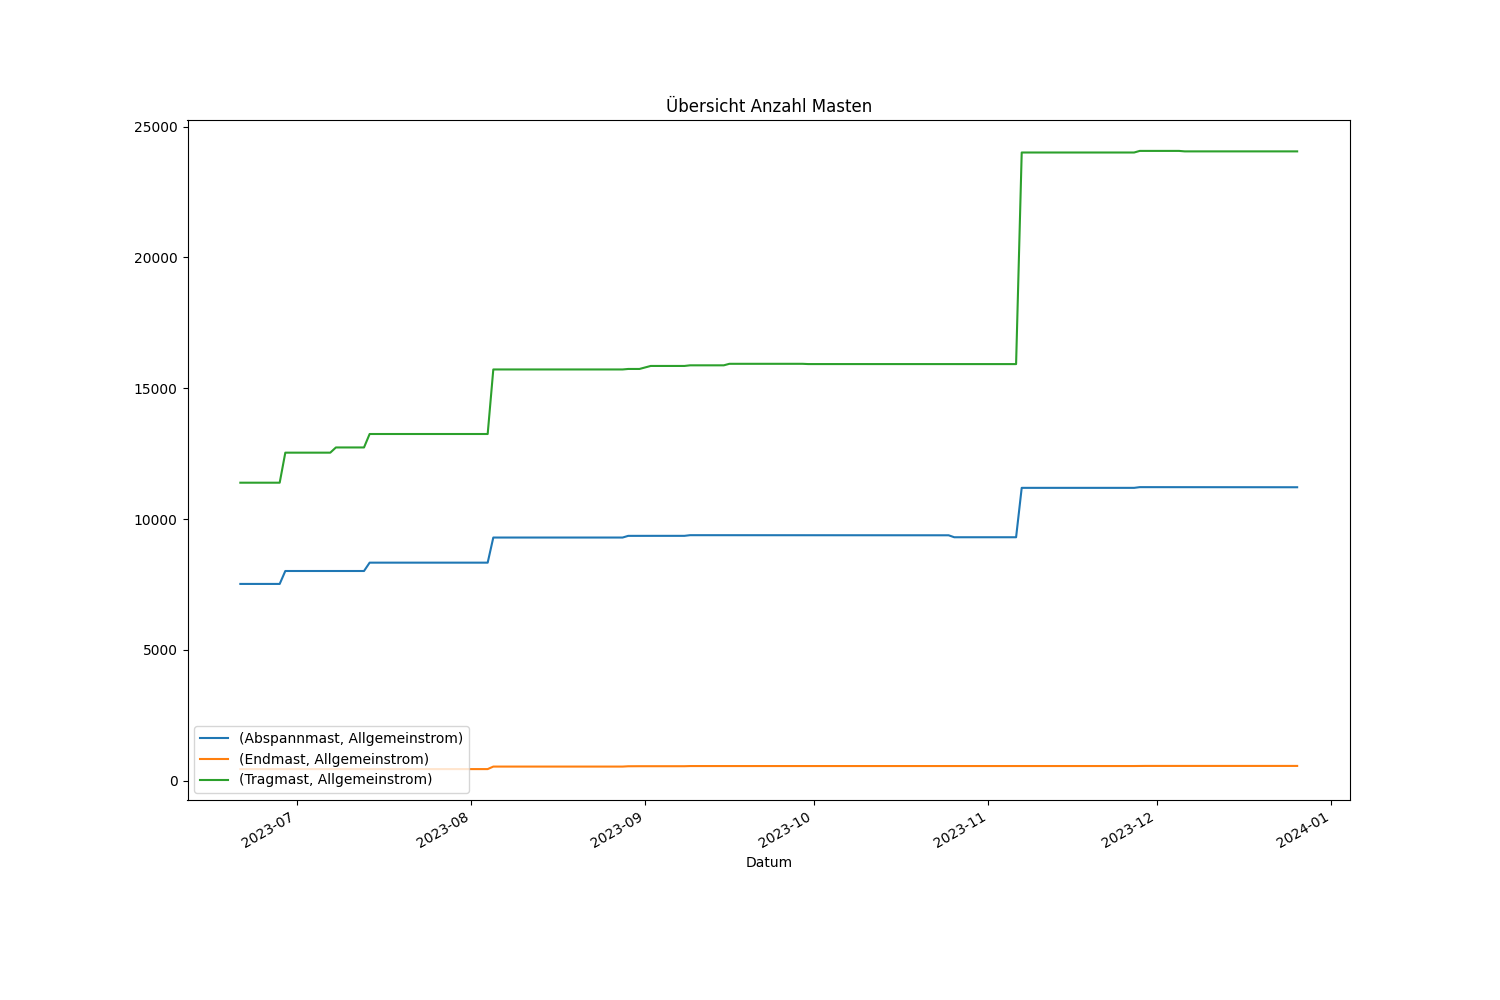 Übersicht Anzahl Masten
25000
20000
15000
10000
5000
0
(Abspannmast, Allgemeinstrom)
(Endmast, Allgemeinstrom)
(Tragmast, Allgemeinstrom)
2023-07
2023-08
2023-09
2023-10
2023-11
2023-12
2024-01
Datum